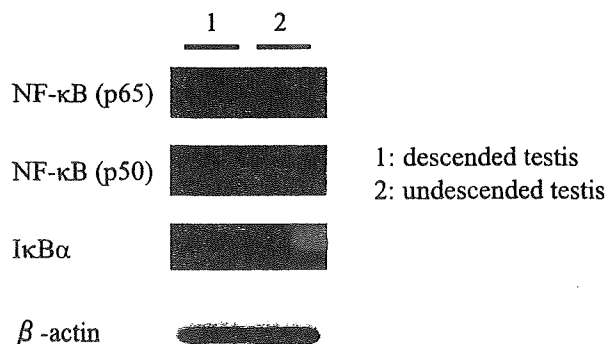 1 2
NF-κB (p65)
NF-κB (p50)
1: descended testis
2: undescended testis
IκBα
β-actin